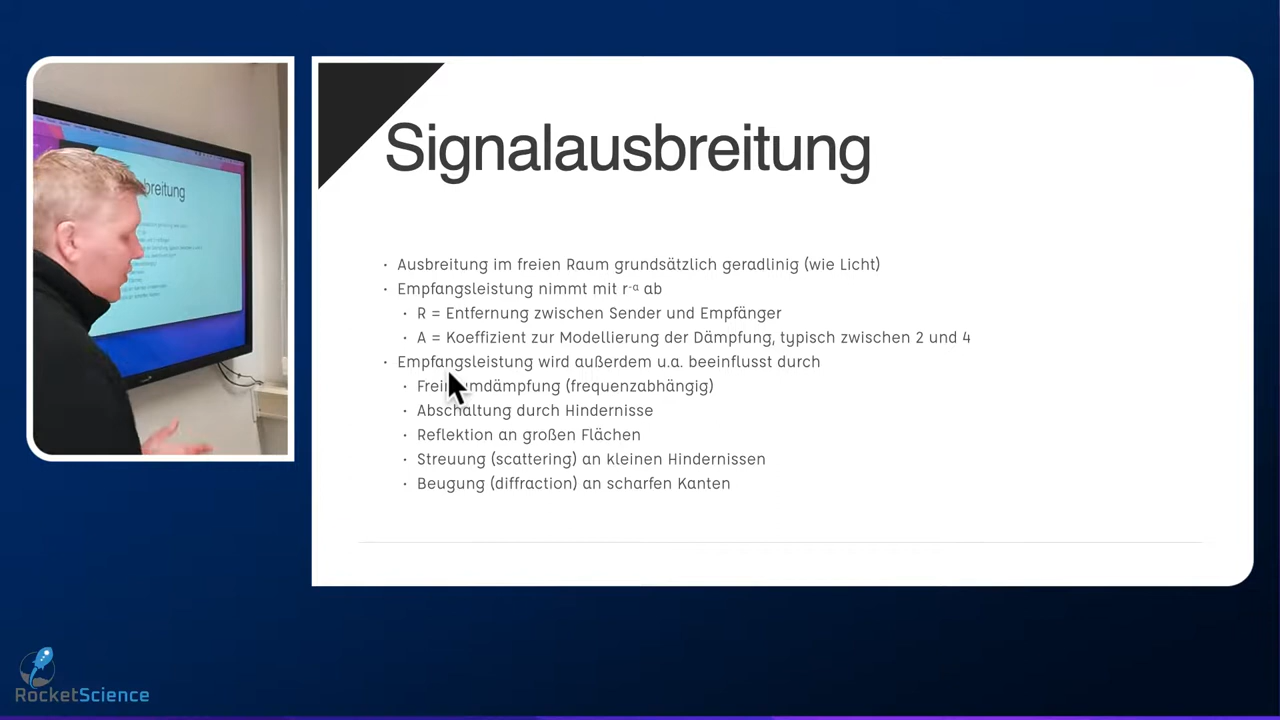 breitung
Signalausbreitung
· Ausbreitung im freien Raum grundsätzlich geradlinig (wie Licht)
· Empfangsleistung nimmt mit r⁻ᵅ ab
· R = Entfernung zwischen Sender und Empfänger
· A = Koeffizient zur Modellierung der Dämpfung, typisch zwischen 2 und 4
· Empfangsleistung wird außerdem u.a. beeinflusst durch
· Freiraumdämpfung (frequenzabhängig)
· Abschaltung durch Hindernisse
· Reflektion an großen Flächen
· Streuung (scattering) an kleinen Hindernissen
· Beugung (diffraction) an scharfen Kanten
RocketScience